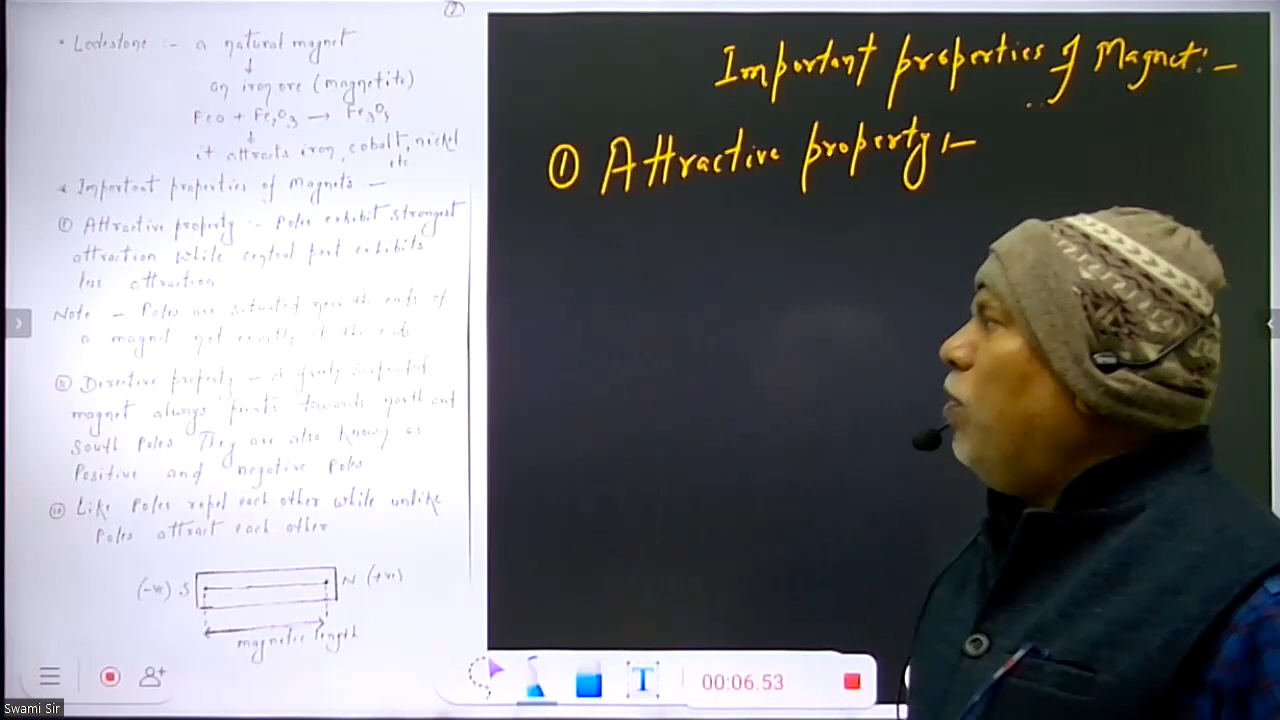 2
* Lodestone :- a natural magnet
↓
an iron ore (magnetite)
FeO + Fe₂O₃ → Fe₃O₄
↓
it attracts iron, cobalt, nickel
etc.
* Important properties of Magnets –
① Attractive property :- Poles exhibit strongest
attraction while central part exhibits
less attraction
Note – Poles are situated near the ends of
a magnet not exactly at the ends
② Directive property – A freely suspended
magnet always points towards north and
South Poles They are also known as
Positive and negative Poles
③ Like Poles repel each other while unlike
Poles attract each other
(-ve) S N (+ve)
magnetic length
Important properties of Magnet:–
① Attractive property:–
T
00:06.53
Swami Sir